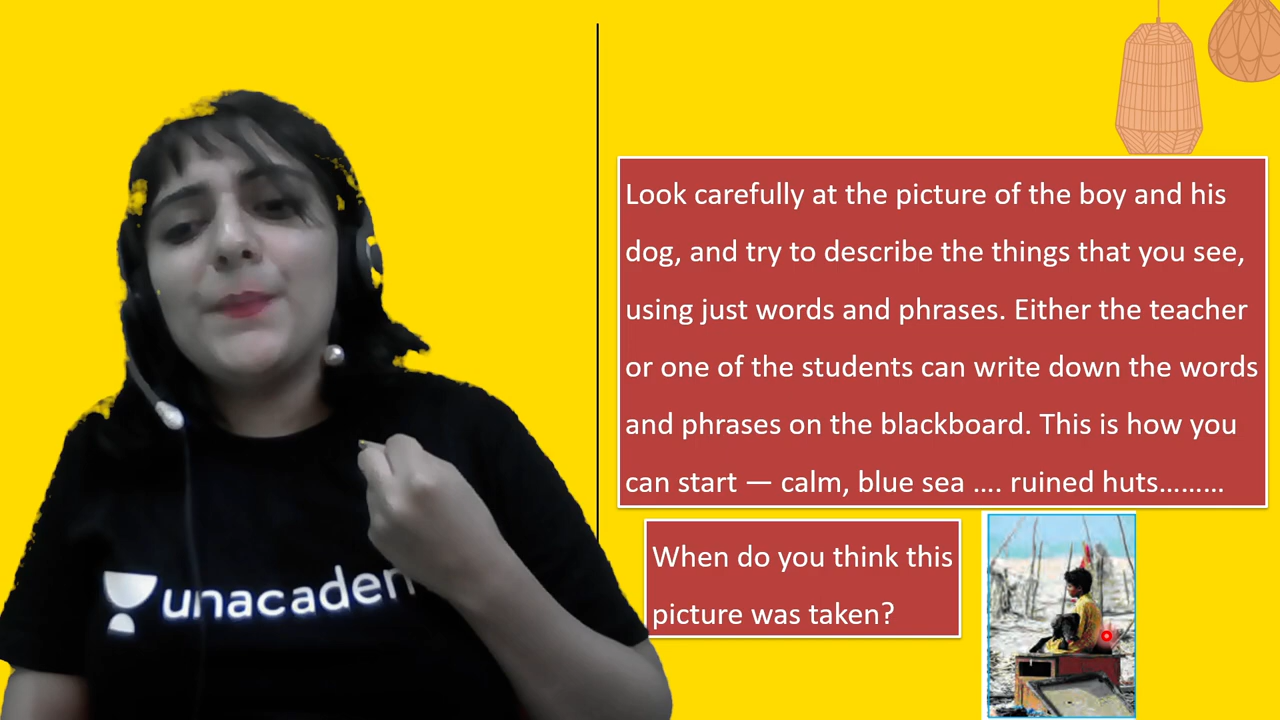 Look carefully at the picture of the boy and his
dog, and try to describe the things that you see,
using just words and phrases. Either the teacher
or one of the students can write down the words
and phrases on the blackboard. This is how you
can start — calm, blue sea .... ruined huts.........
When do you think this
picture was taken?
unacaden